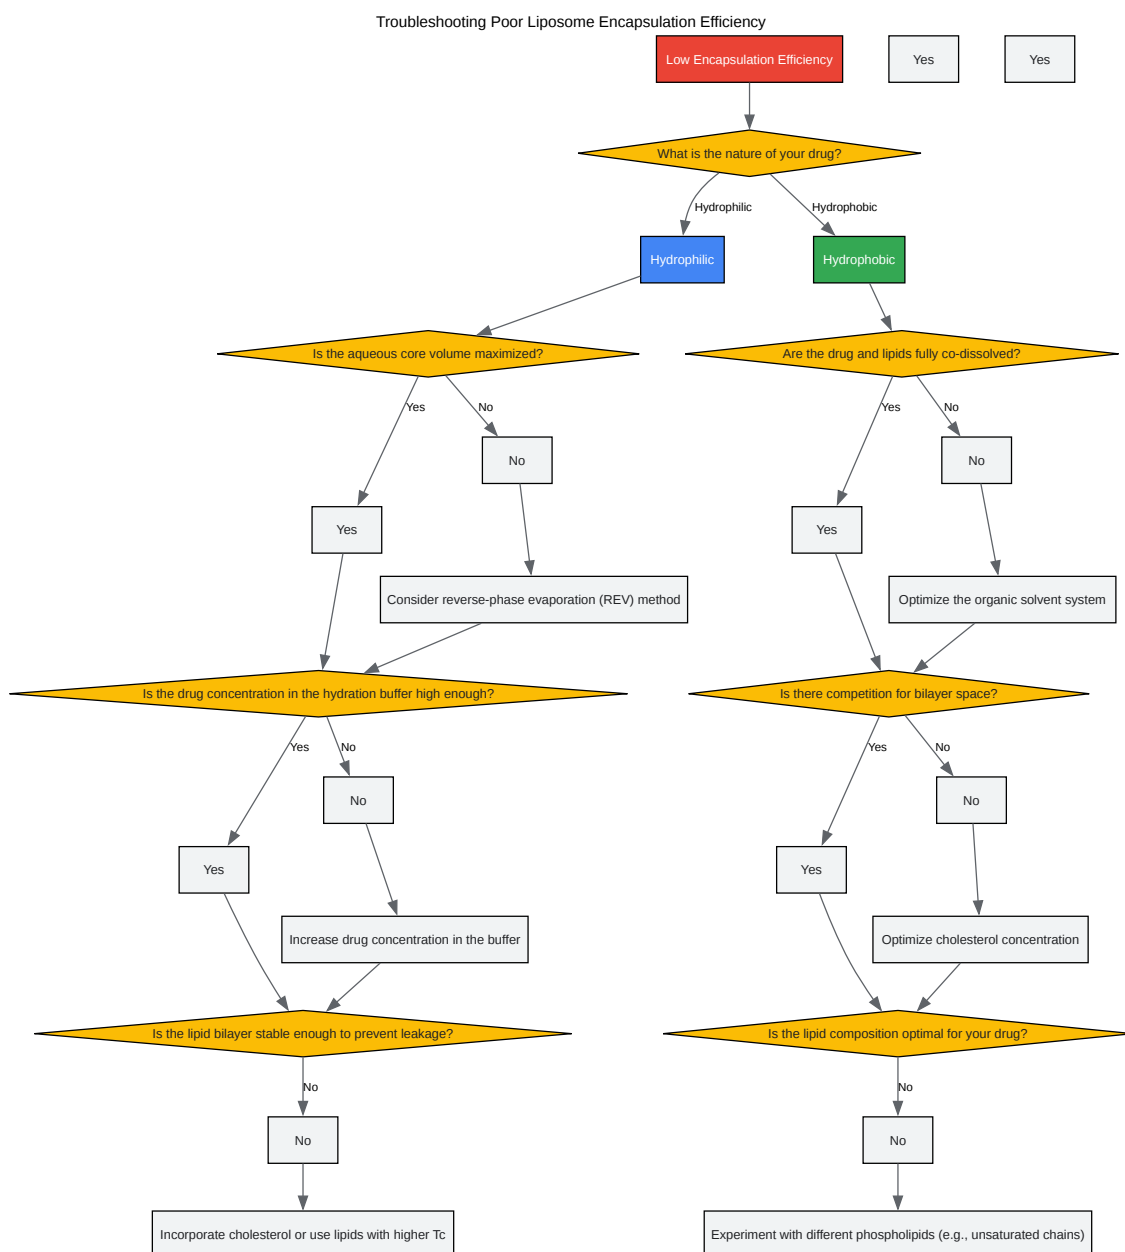 Troubleshooting Poor Liposome Encapsulation Efficiency
Low Encapsulation Efficiency
Yes
Yes
What is the nature of your drug?
Hydrophilic
Hydrophobic
Hydrophilic
Hydrophobic
Is the aqueous core volume maximized?
Are the drug and lipids fully co-dissolved?
Yes
No
Yes
No
No
No
Yes
Yes
Consider reverse-phase evaporation (REV) method
Optimize the organic solvent system
Is the drug concentration in the hydration buffer high enough?
Is there competition for bilayer space?
Yes
No
Yes
No
No
No
Yes
Yes
Increase drug concentration in the buffer
Optimize cholesterol concentration
Is the lipid bilayer stable enough to prevent leakage?
Is the lipid composition optimal for your drug?
No
No
No
No
Incorporate cholesterol or use lipids with higher Tc
Experiment with different phospholipids (e.g., unsaturated chains)